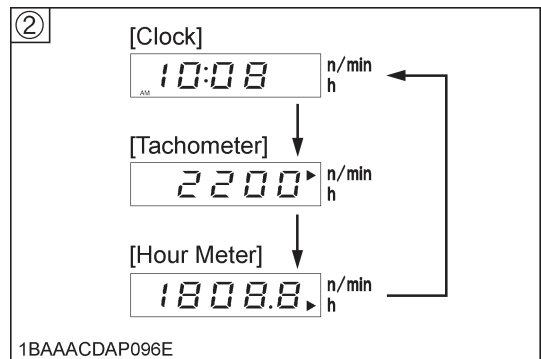 ②
[Clock]
AM 10:08 n/min
h
[Tachometer]
2200 ▶ n/min
h
[Hour Meter]
1808.8 n/min
▶ h
1BAAACDAP096E